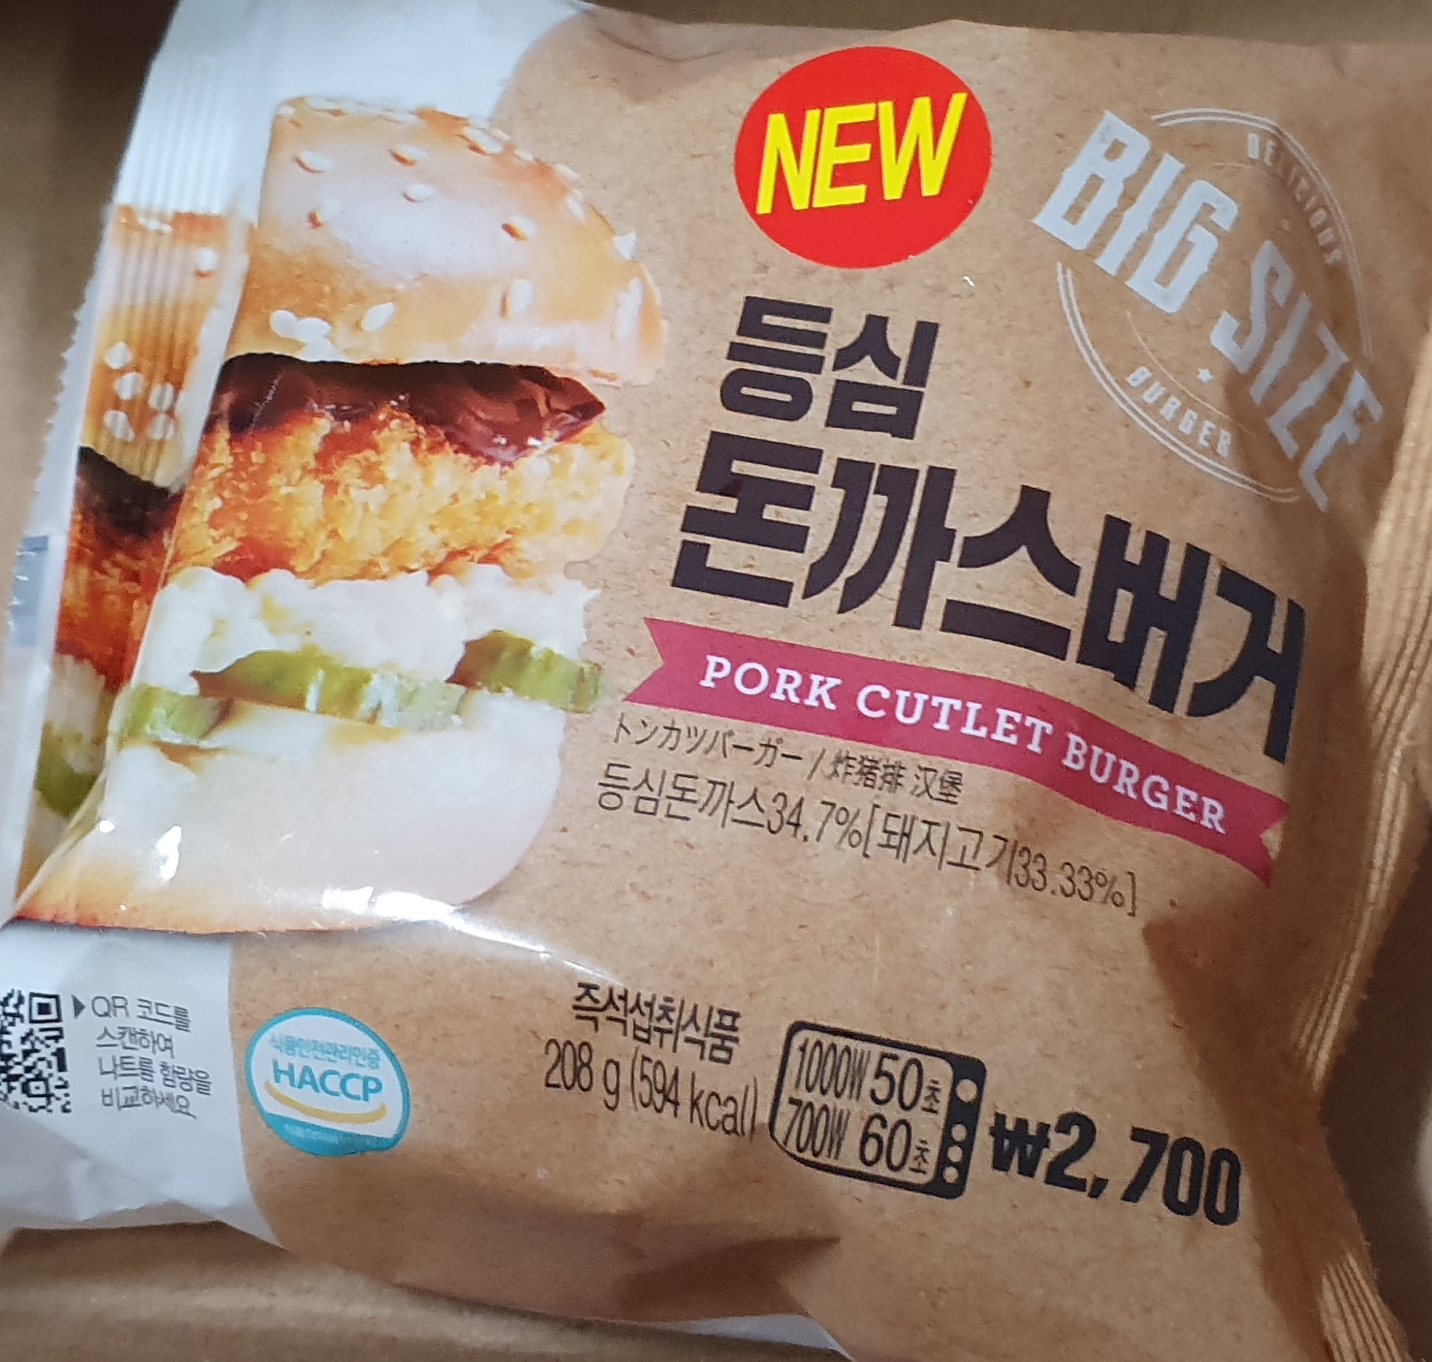 NEW
DELICIOUS
BIG SIZE
BURGER
등심
돈까스버거
PORK CUTLET BURGER
トンカツバーガー / 炸猪排 汉堡
등심돈까스34.7%[돼지고기33.33%]
▶QR 코드를
스캔하여
나트륨 함량을
비교하세요
식품안전관리인증
HACCP
즉석섭취식품
208 g (594 kcal)
1000W 50초
700W 60초
₩2,700